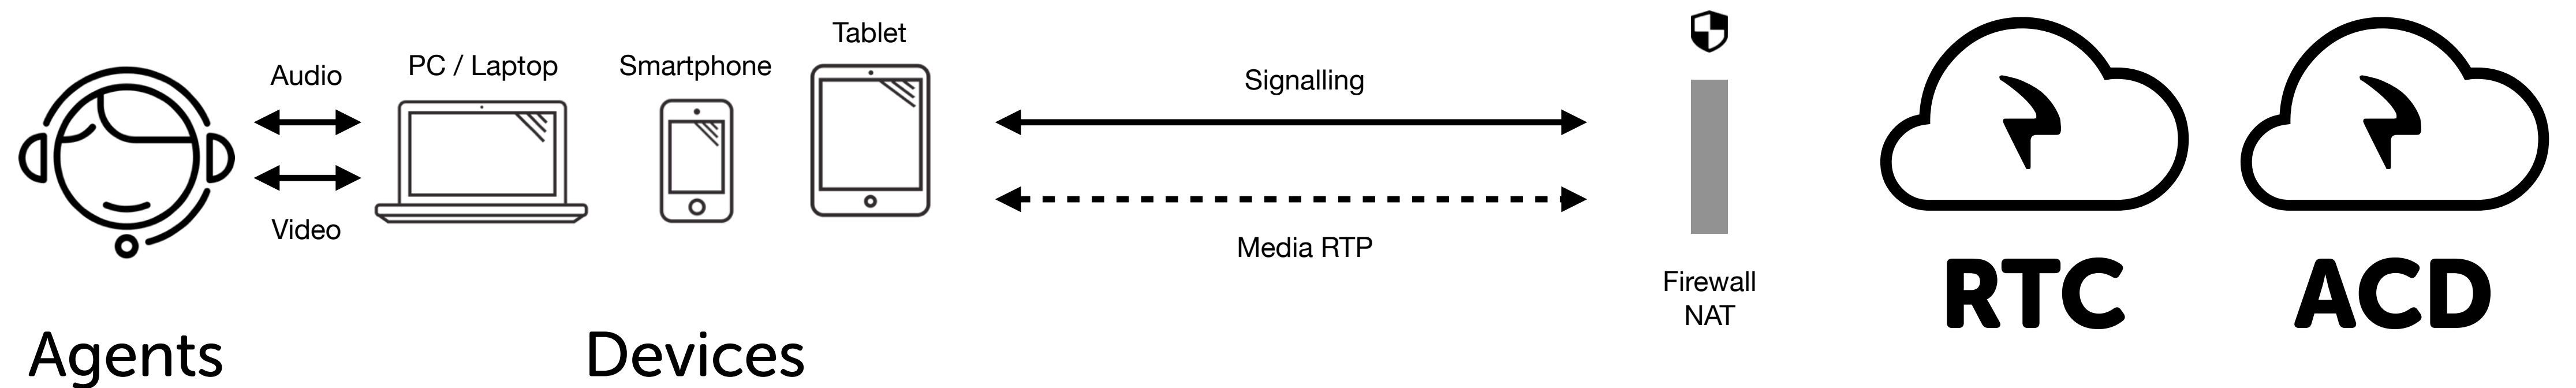 Audio
Video
Agents
PC / Laptop
Smartphone
Tablet
Devices
Signalling
Media RTP
Firewall
NAT
RTC
ACD